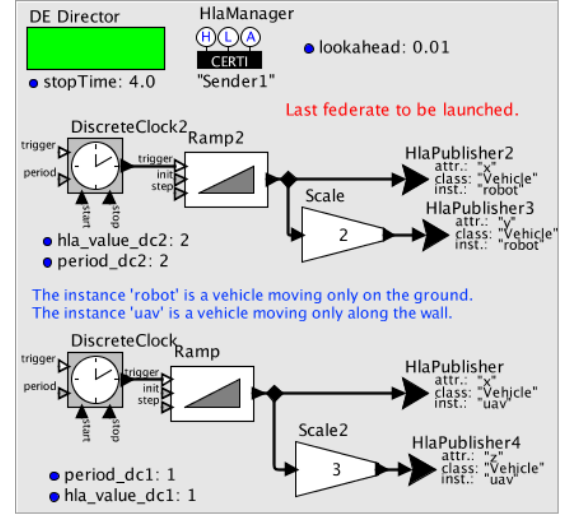 DE Director
HlaManager
H L A
CERTI
"Sender1"
lookahead: 0.01
stopTime: 4.0
Last federate to be launched.
DiscreteClock2
trigger
period
start
stop
Ramp2
trigger
init
step
Scale
2
HlaPublisher2
attr.: "x"
class: "Vehicle"
inst.: "robot"
HlaPublisher3
attr.: "y"
class: "Vehicle"
inst.: "robot"
hla_value_dc2: 2
period_dc2: 2
The instance 'robot' is a vehicle moving only on the ground.
The instance 'uav' is a vehicle moving only along the wall.
DiscreteClock
trigger
period
start
stop
Ramp
trigger
init
step
Scale2
3
HlaPublisher
attr.: "x"
class: "Vehicle"
inst.: "uav"
HlaPublisher4
attr.: "z"
class: "Vehicle"
inst.: "uav"
period_dc1: 1
hla_value_dc1: 1